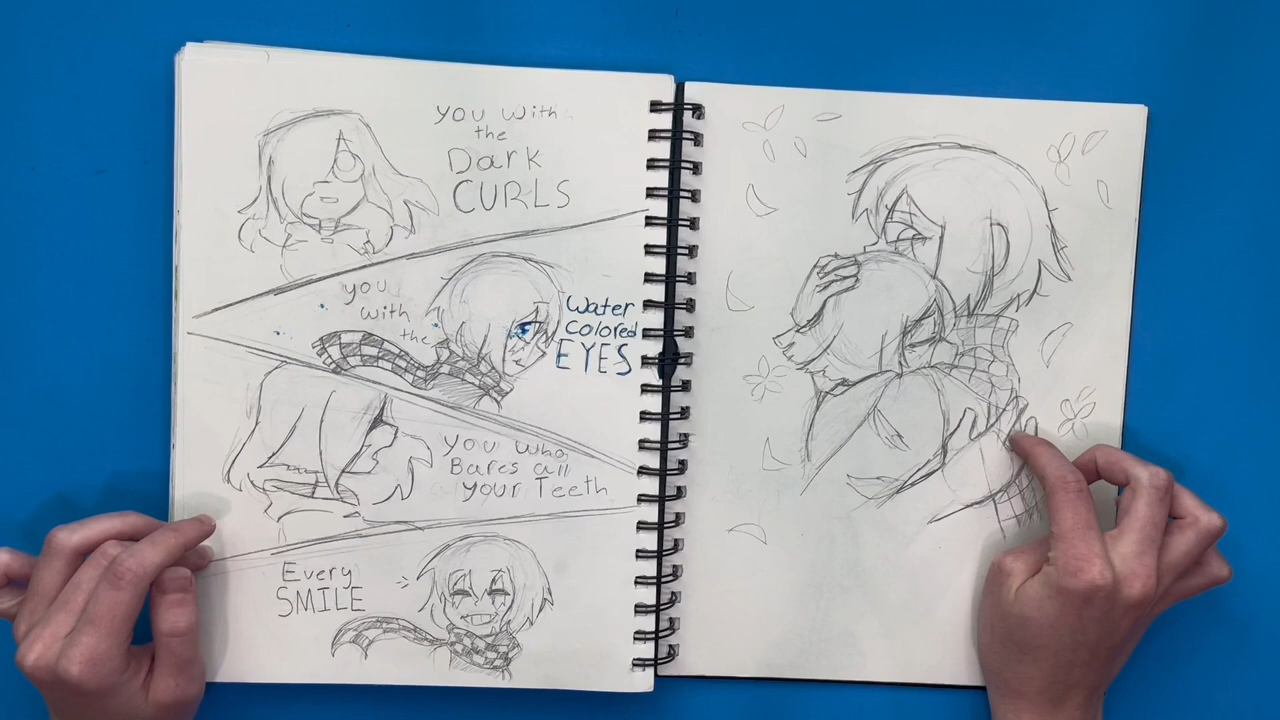 you with
the
Dark
CURLS
you
with
the
Water
colored
EYES
you who
Bares all
your Teeth
Every
SMILE